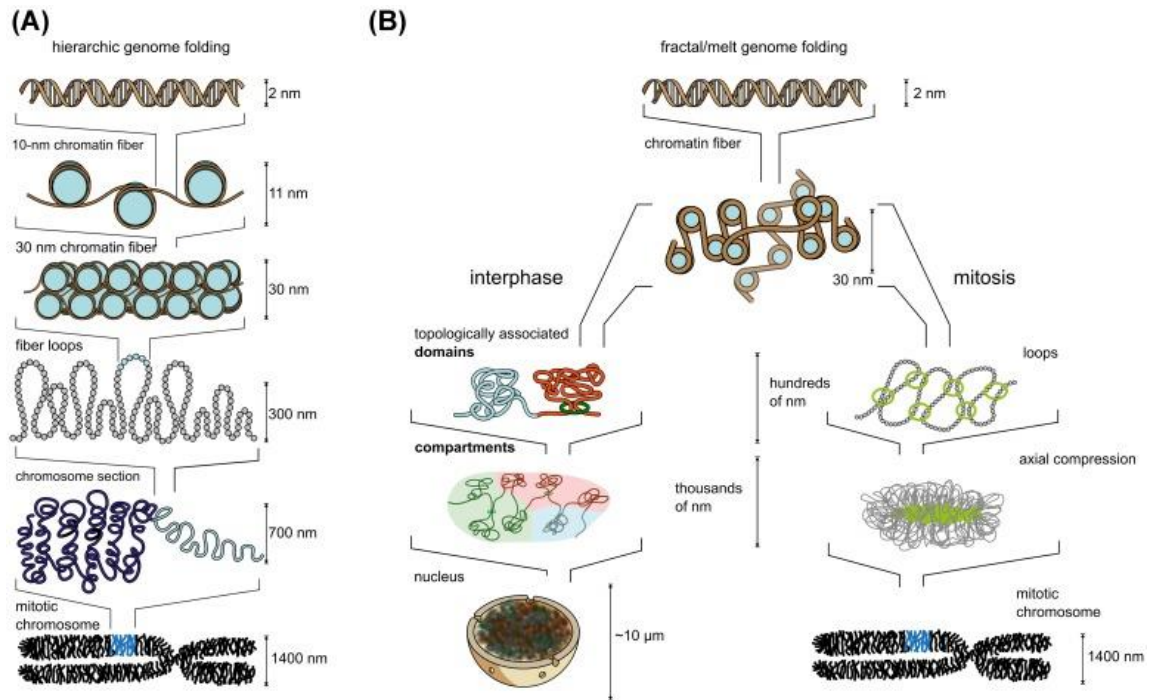 (A)
hierarchic genome folding
2 nm
10-nm chromatin fiber
11 nm
30 nm chromatin fiber
30 nm
fiber loops
300 nm
chromosome section
700 nm
mitotic
chromosome
1400 nm
(B)
fractal/melt genome folding
2 nm
chromatin fiber
30 nm
interphase
mitosis
topologically associated
domains
loops
hundreds
of nm
compartments
axial compression
thousands
of nm
nucleus
~10 µm
mitotic
chromosome
1400 nm